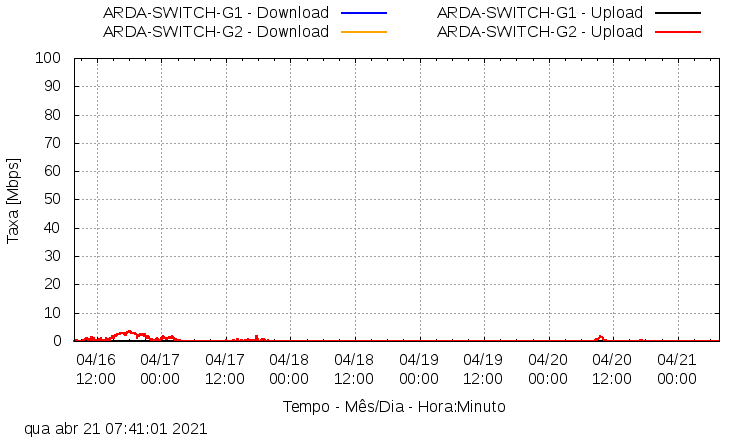 ARDA-SWITCH-G1 - Download ARDA-SWITCH-G1 - Upload
ARDA-SWITCH-G2 - Download ARDA-SWITCH-G2 - Upload
100
90
80
70
60
50
40
30
20
10
0
Taxa [Mbps]
04/16 04/17 04/17 04/18 04/18 04/19 04/19 04/20 04/20 04/21
12:00 00:00 12:00 00:00 12:00 00:00 12:00 00:00 12:00 00:00
Tempo - Mês/Dia - Hora:Minuto
qua abr 21 07:41:01 2021